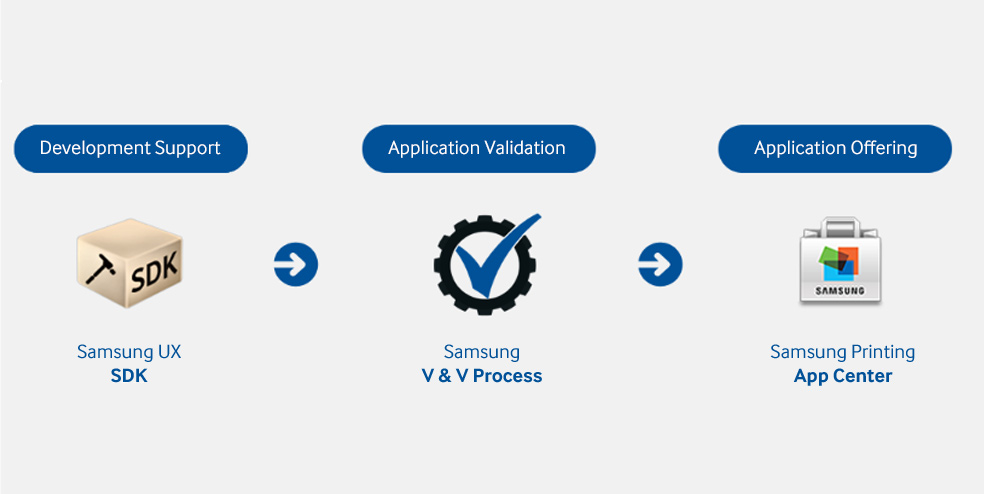 Development Support
Application Validation
Application Offering
SDK
SAMSUNG
Samsung UX
SDK
Samsung
V & V Process
Samsung Printing
App Center